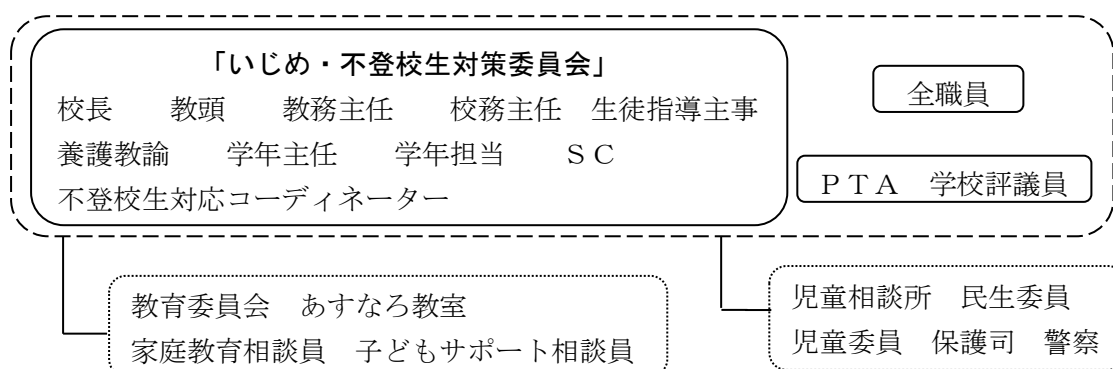 「いじめ・不登校生対策委員会」
校長　教頭　教務主任　校務主任　生徒指導主事
養護教諭　学年主任　学年担当　ＳＣ
不登校生対応コーディネーター
全職員
ＰＴＡ　学校評議員
教育委員会　あすなろ教室
家庭教育相談員　子どもサポート相談員
児童相談所　民生委員
児童委員　保護司　警察